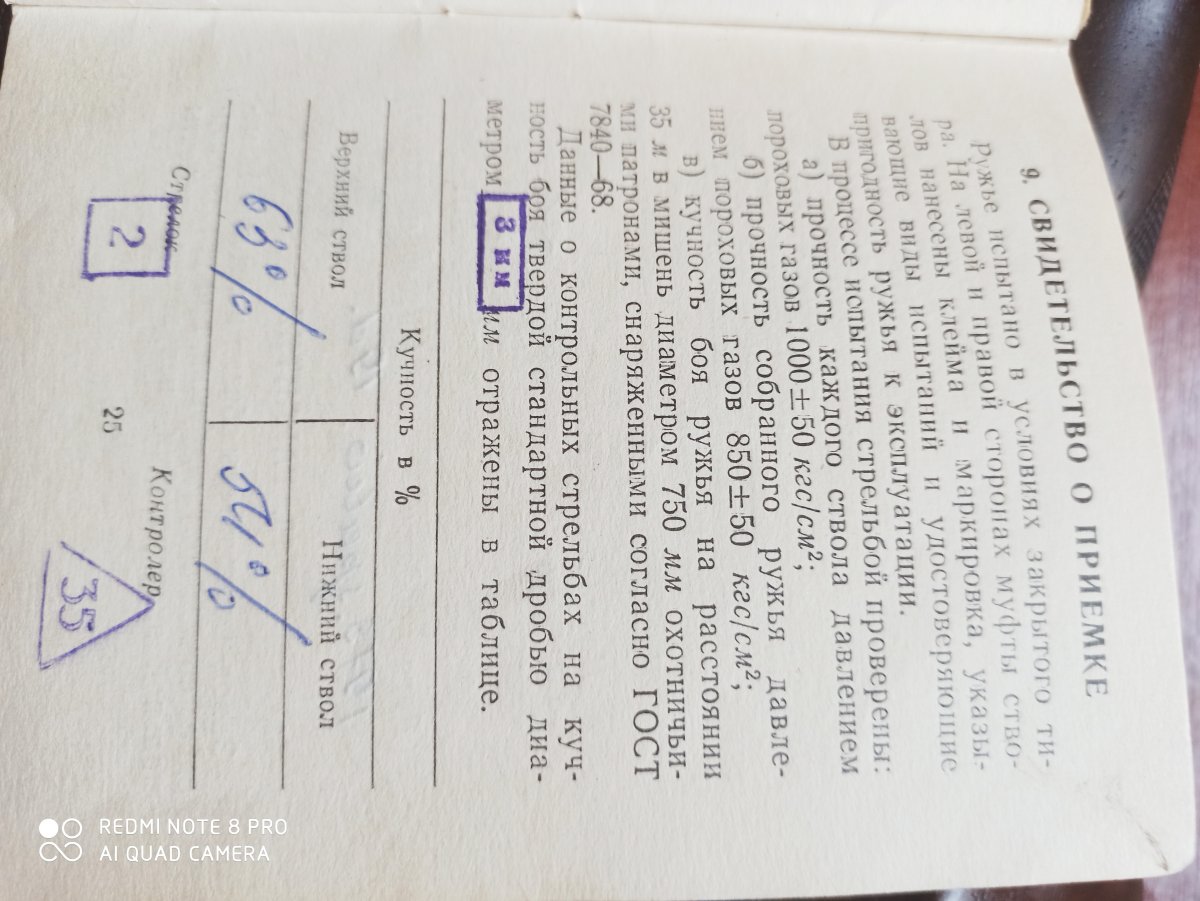 9. СВИДЕТЕЛЬСТВО О ПРИЕМКЕ
Ружье испытано в условиях закрытого ти-
ра. На левой и правой сторонах муфты ство-
лов нанесены клейма и маркировка, указы-
вающие виды испытаний и удостоверяющие
пригодность ружья к эксплуатации.
В процессе испытания стрельбой проверены:
а) прочность каждого ствола давлением
пороховых газов 1000±50 кгс/см²;
б) прочность собранного ружья давле-
нием пороховых газов 850±50 кгс/см²;
в) кучность боя ружья на расстоянии
35 м в мишень диаметром 750 мм охотничьи-
ми патронами, снаряженными согласно ГОСТ
7840—68.
Данные о контрольных стрельбах на куч-
ность боя твердой стандартной дробью диа-
метром 3 мм отражены в таблице.
Кучность в %
Верхний ствол Нижний ствол
63% 54%
Стрелок Контролер
2 35
25
REDMI NOTE 8 PRO
AI QUAD CAMERA